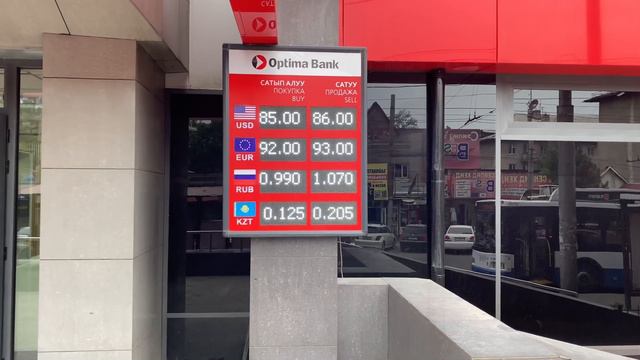 Optima Bank
САТЫП АЛУУ САТУУ
ПОКУПКА ПРОДАЖА
BUY SELL
USD 85.00 86.00
EUR 92.00 93.00
RUB 0.990 1.070
KZT 0.125 0.205